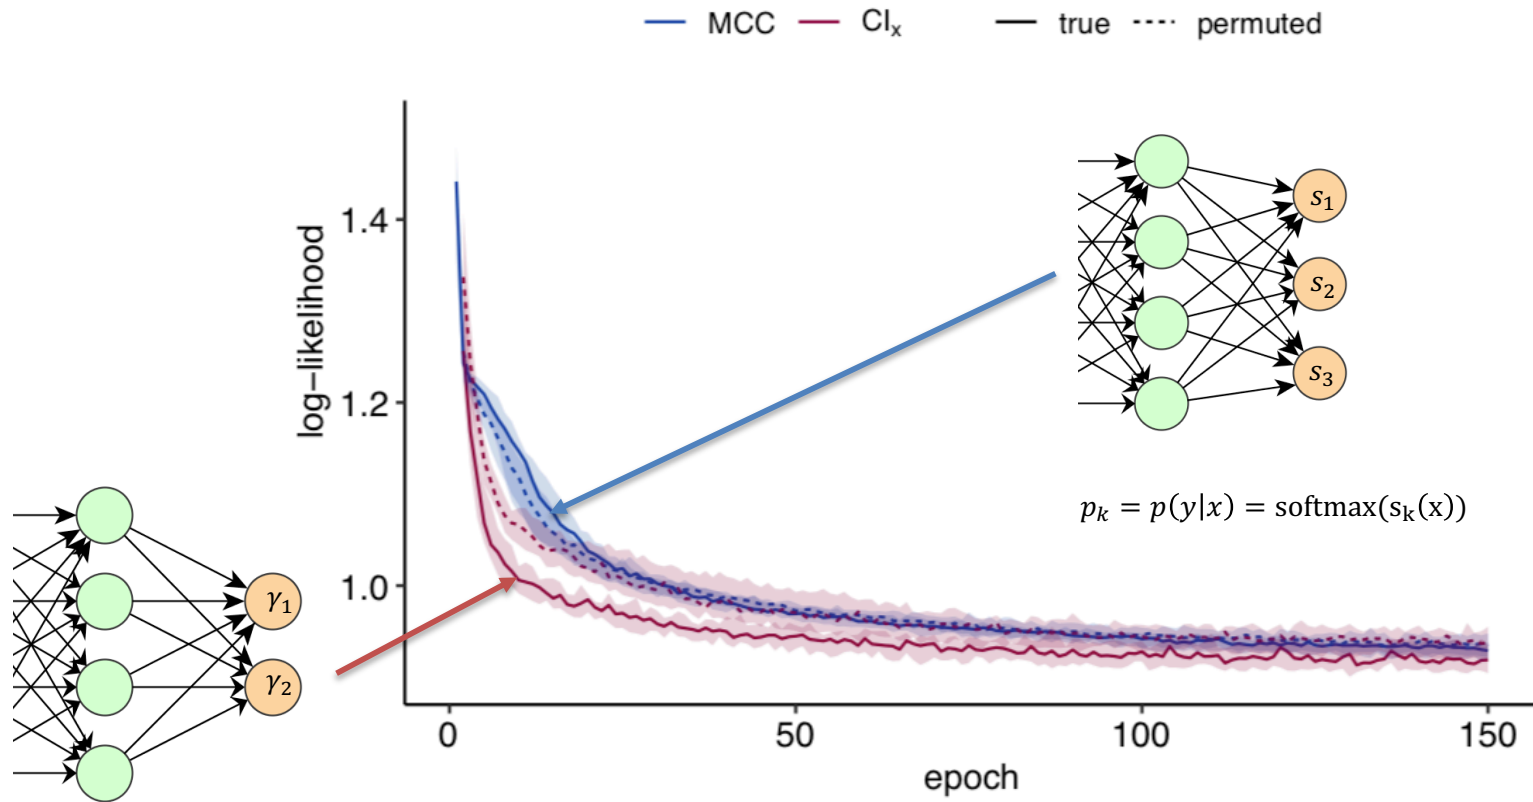 MCC CIₓ true permuted
log-likelihood
1.4
1.2
1.0
0 50 100 150
epoch
s₁
s₂
s₃
pₖ = p(y|x) = softmax(sₖ(x))
γ₁
γ₂